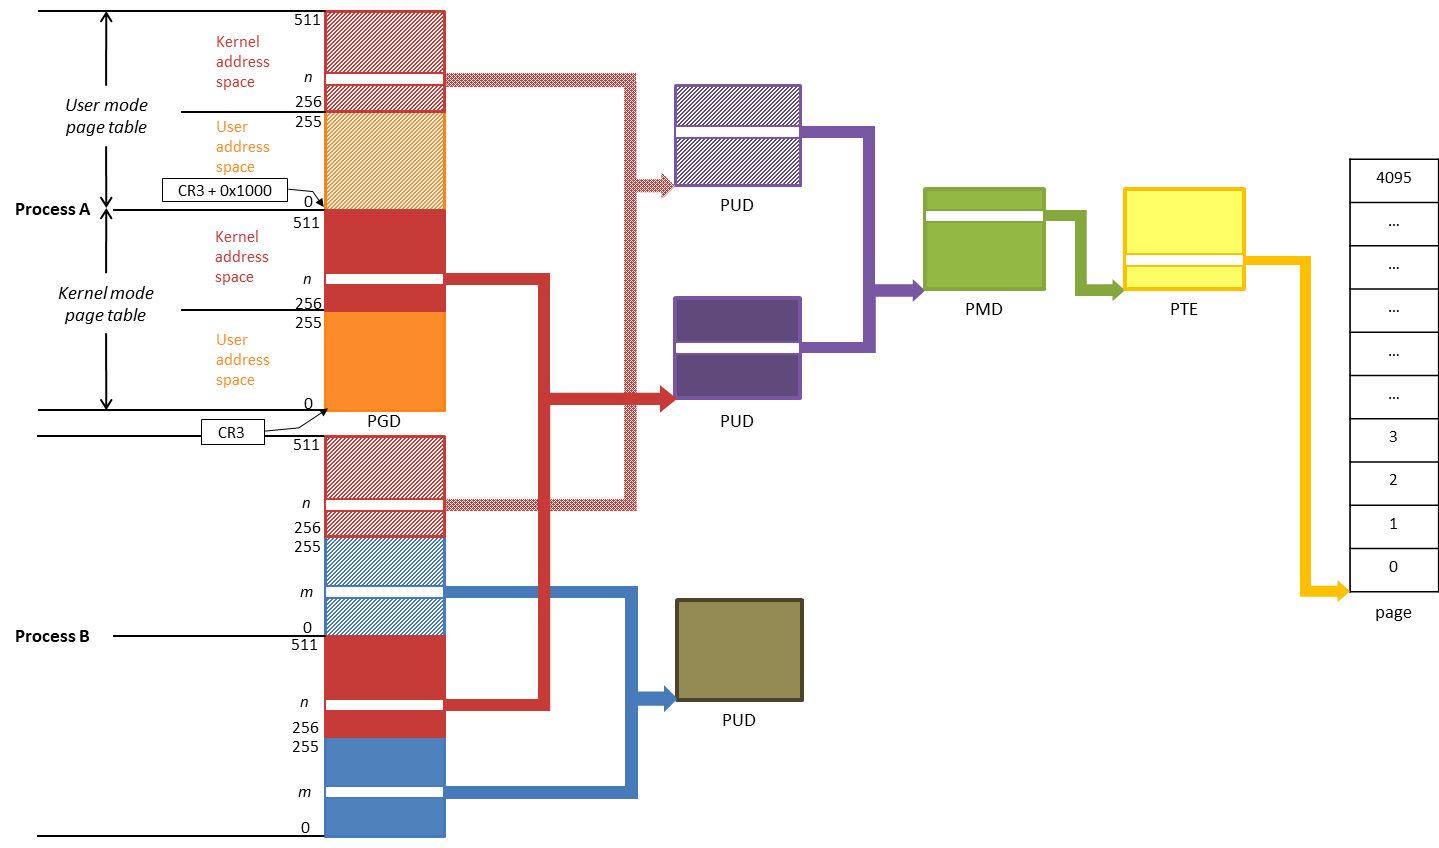 511
Kernel
address
space
n
256
User mode
page table
255
User
address
space
CR3 + 0x1000
0
Process A
511
Kernel
address
space
n
Kernel mode
page table
256
255
User
address
space
0
CR3
PGD
511
n
256
255
m
0
Process B
511
n
256
255
m
0
PUD
PUD
PUD
PMD
PTE
4095
...
...
...
...
...
3
2
1
0
page